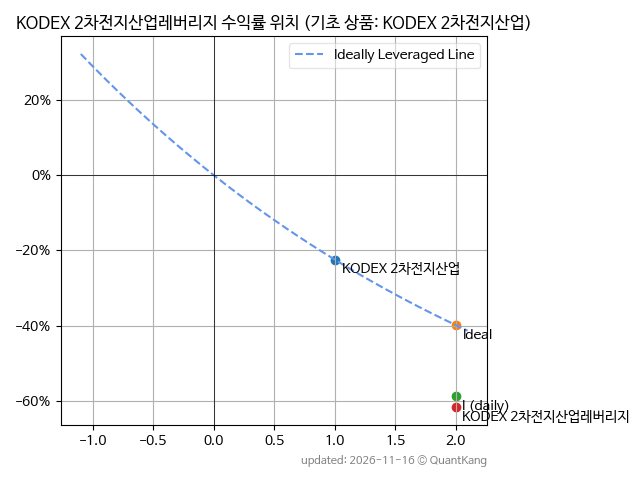 KODEX 2차전지산업레버리지 수익률 위치 (기초 상품: KODEX 2차전지산업)
Ideally Leveraged Line
20%
0%
−20%
−40%
−60%
KODEX 2차전지산업
Ideal
l (daily)
KODEX 2차전지산업레버리지
−1.0
−0.5
0.0
0.5
1.0
1.5
2.0
updated: 2026-11-16 © QuantKang